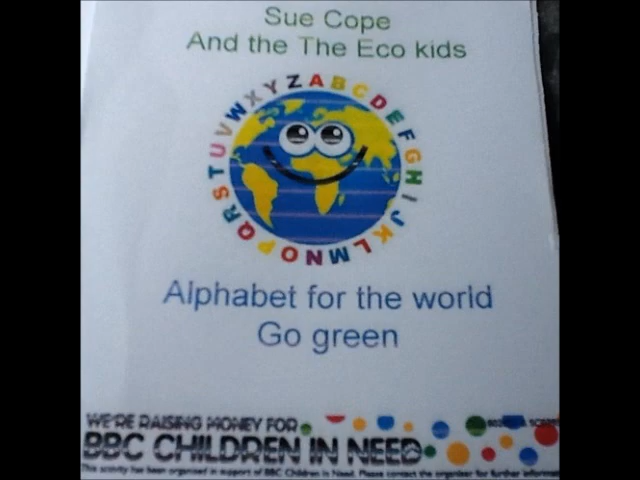 Sue Cope
And the The Eco kids
ABCDEFGHIJKLMNOPQRSTUVWXYZ
Alphabet for the world
Go green
WE'RE RAISING MONEY FOR
BBC CHILDREN IN NEED
This activity has been organised in support of BBC Children in Need. Please contact the organiser for further